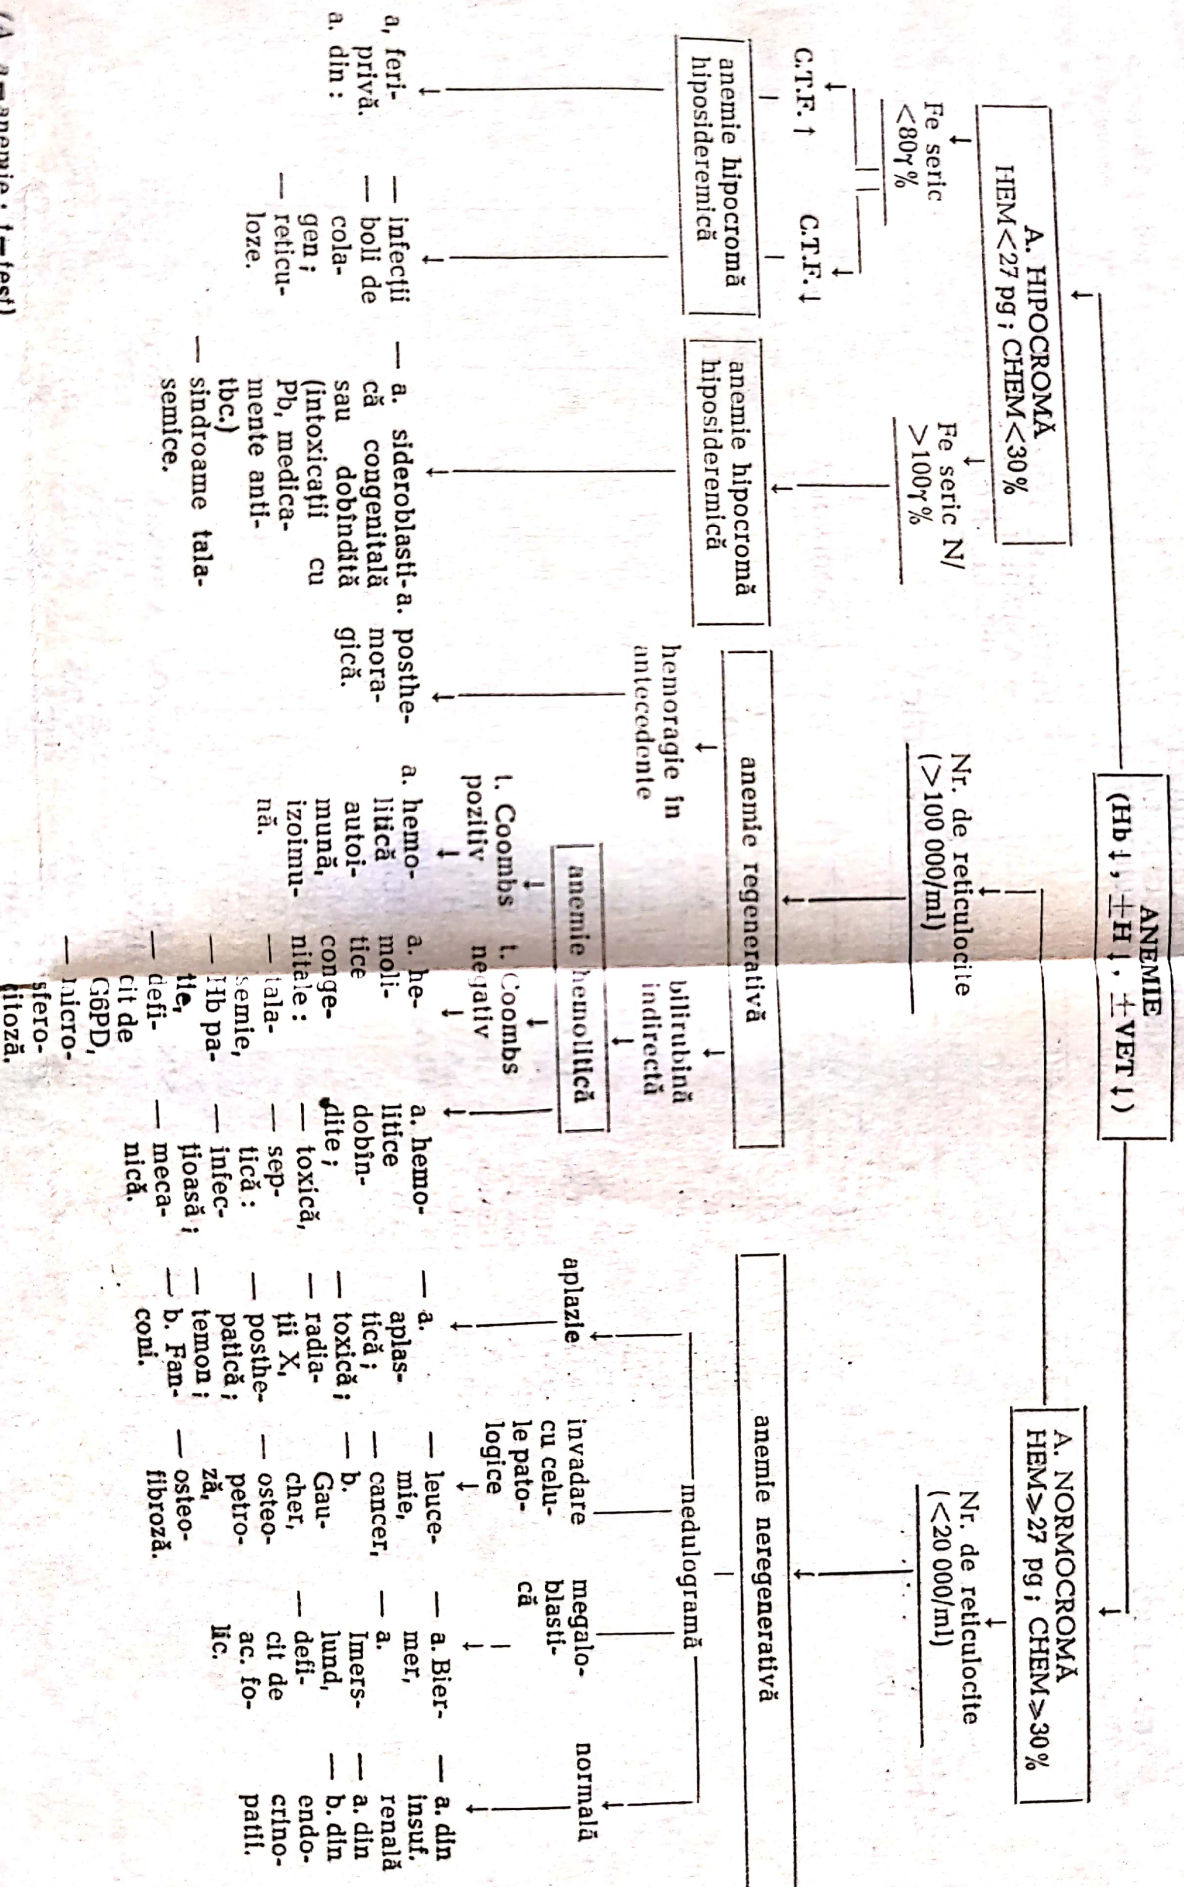 ANEMIE
(Hb↓, ±H↓, ±VET↓)
A. HIPOCROMĂ
HEM<27 pg; CHEM<30%
A. NORMOCROMĂ
HEM⩾27 pg; CHEM⩾30%
Fe seric
<80γ%
Fe seric N/
>100γ%
Nr. de reticulocite
(>100 000/ml)
Nr. de reticulocite
(<20 000/ml)
C.T.F.↑
C.T.F.↓
anemie hipocromă
hiposideremică
anemie hipocromă
hiposideremică
anemie regenerativă
anemie neregenerativă
hemoragie în
antecedente
bilirubină
indirectă
medulogramă
anemie hemolitică
aplazie
invadare
cu celu-
le pato-
logice
megalo-
blasti-
că
normală
t. Coombs
pozitiv
t. Coombs
negativ
a, feri-
privă.
a. din:
— infecții
— boli de
cola-
gen;
— reticu-
loze.
— a. sideroblasti-
că congenitală
sau dobîndită
(intoxicații cu
Pb, medica-
mente anti-
tbc.)
— sindroame tala-
semice.
a. posthe-
mora-
gică.
a. hemo-
litică
autoi-
mună,
izoimu-
nă.
a. he-
moli-
tice
conge-
nitale:
— tala-
semie,
— Hb pa-
tie,
— defi-
cit de
G6PD,
— micro-
sfero-
citoză.
a. hemo-
litice
dobîn-
dite;
— toxică,
— sep-
tică:
— infec-
țioasă;
— meca-
nică.
— a.
aplas-
tică;
— toxică;
— radia-
ții X,
— posthe-
patică;
— temon;
— b. Fan-
coni.
— leuce-
mie,
— cancer,
— b.
Gau-
cher,
— osteo-
petro-
ză,
— osteo-
fibroză.
— a. Bier-
mer,
— a.
Imers-
lund,
— defi-
cit de
ac. fo-
lic.
— a. din
insuf.
renală
— a. din
— b. din
endo-
crino-
patii.
(A, a=anemie; t=test)